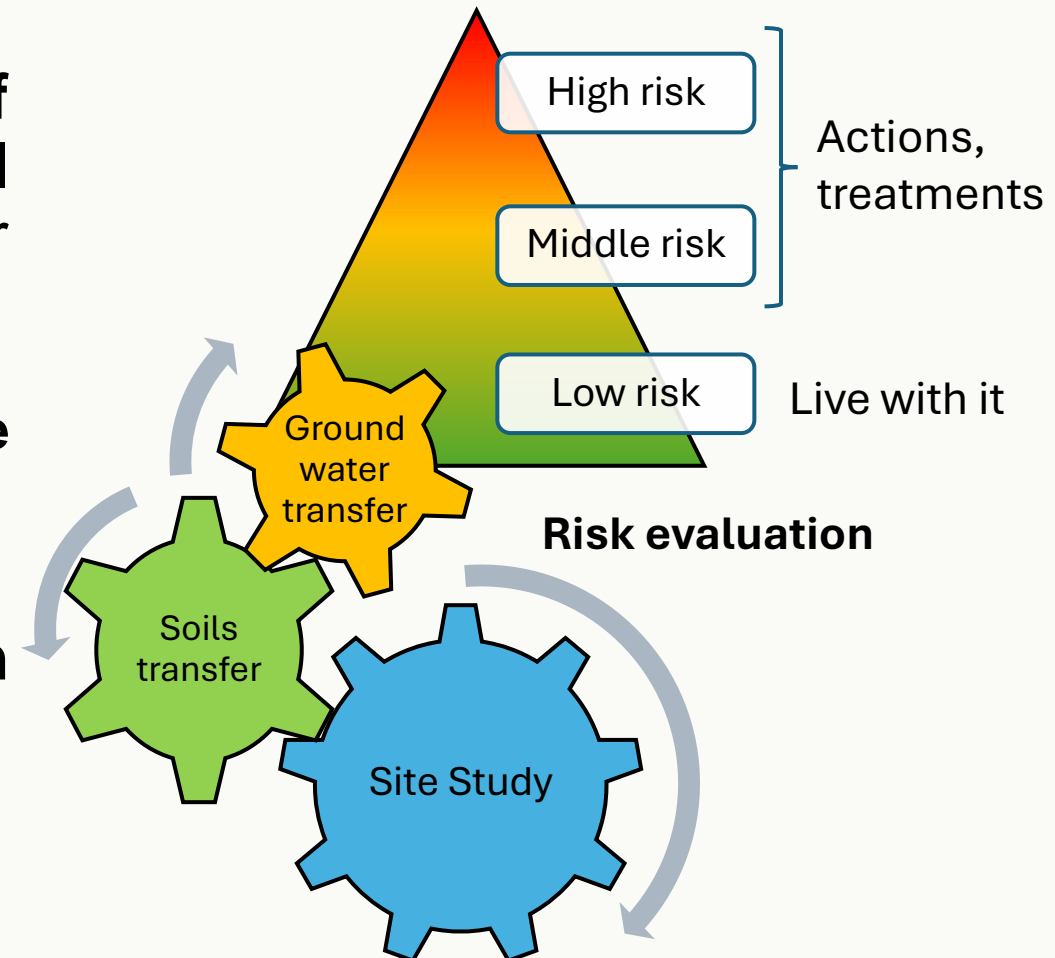 High risk
Actions,
treatments
Middle risk
Low risk
Live with it
Ground
water
transfer
Risk evaluation
Soils
transfer
Site Study